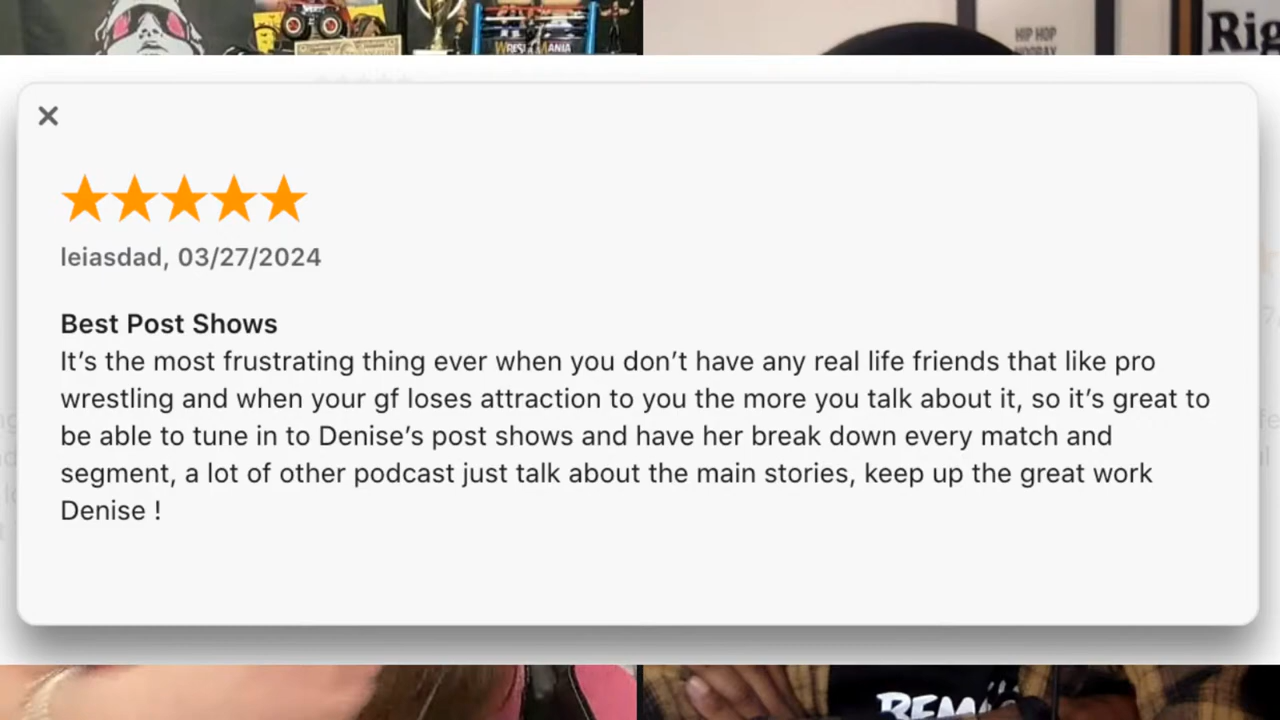 WRESTLEMANIA
HIP HOP
HOORAY
Rig
leiasdad, 03/27/2024
Best Post Shows
It’s the most frustrating thing ever when you don’t have any real life friends that like pro
wrestling and when your gf loses attraction to you the more you talk about it, so it’s great to
be able to tune in to Denise’s post shows and have her break down every match and
segment, a lot of other podcast just talk about the main stories, keep up the great work
Denise !